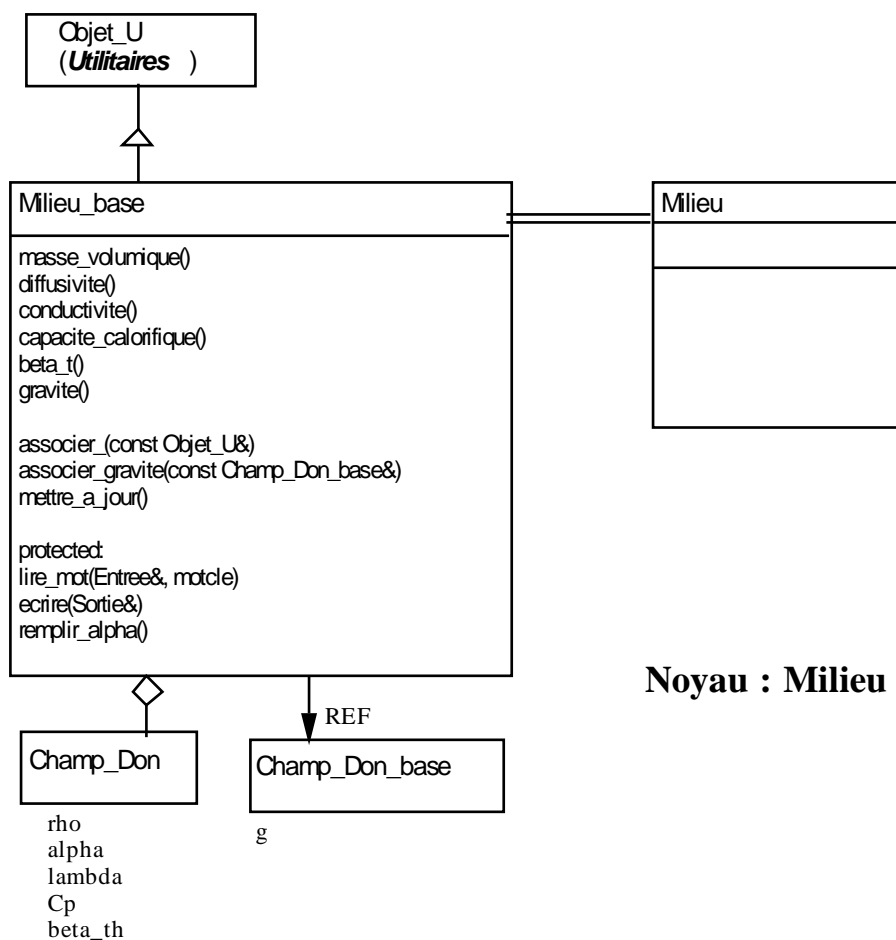 Objet_U
(Utilitaires )
Milieu_base
masse_volumique()
diffusivite()
conductivite()
capacite_calorifique()
beta_t()
gravite()
associer_(const Objet_U&)
associer_gravite(const Champ_Don_base&)
mettre_a_jour()
protected:
lire_mot(Entree&, motcle)
ecrire(Sortie&)
remplir_alpha()
Milieu
Noyau : Milieu
REF
Champ_Don
rho
alpha
lambda
Cp
beta_th
Champ_Don_base
g